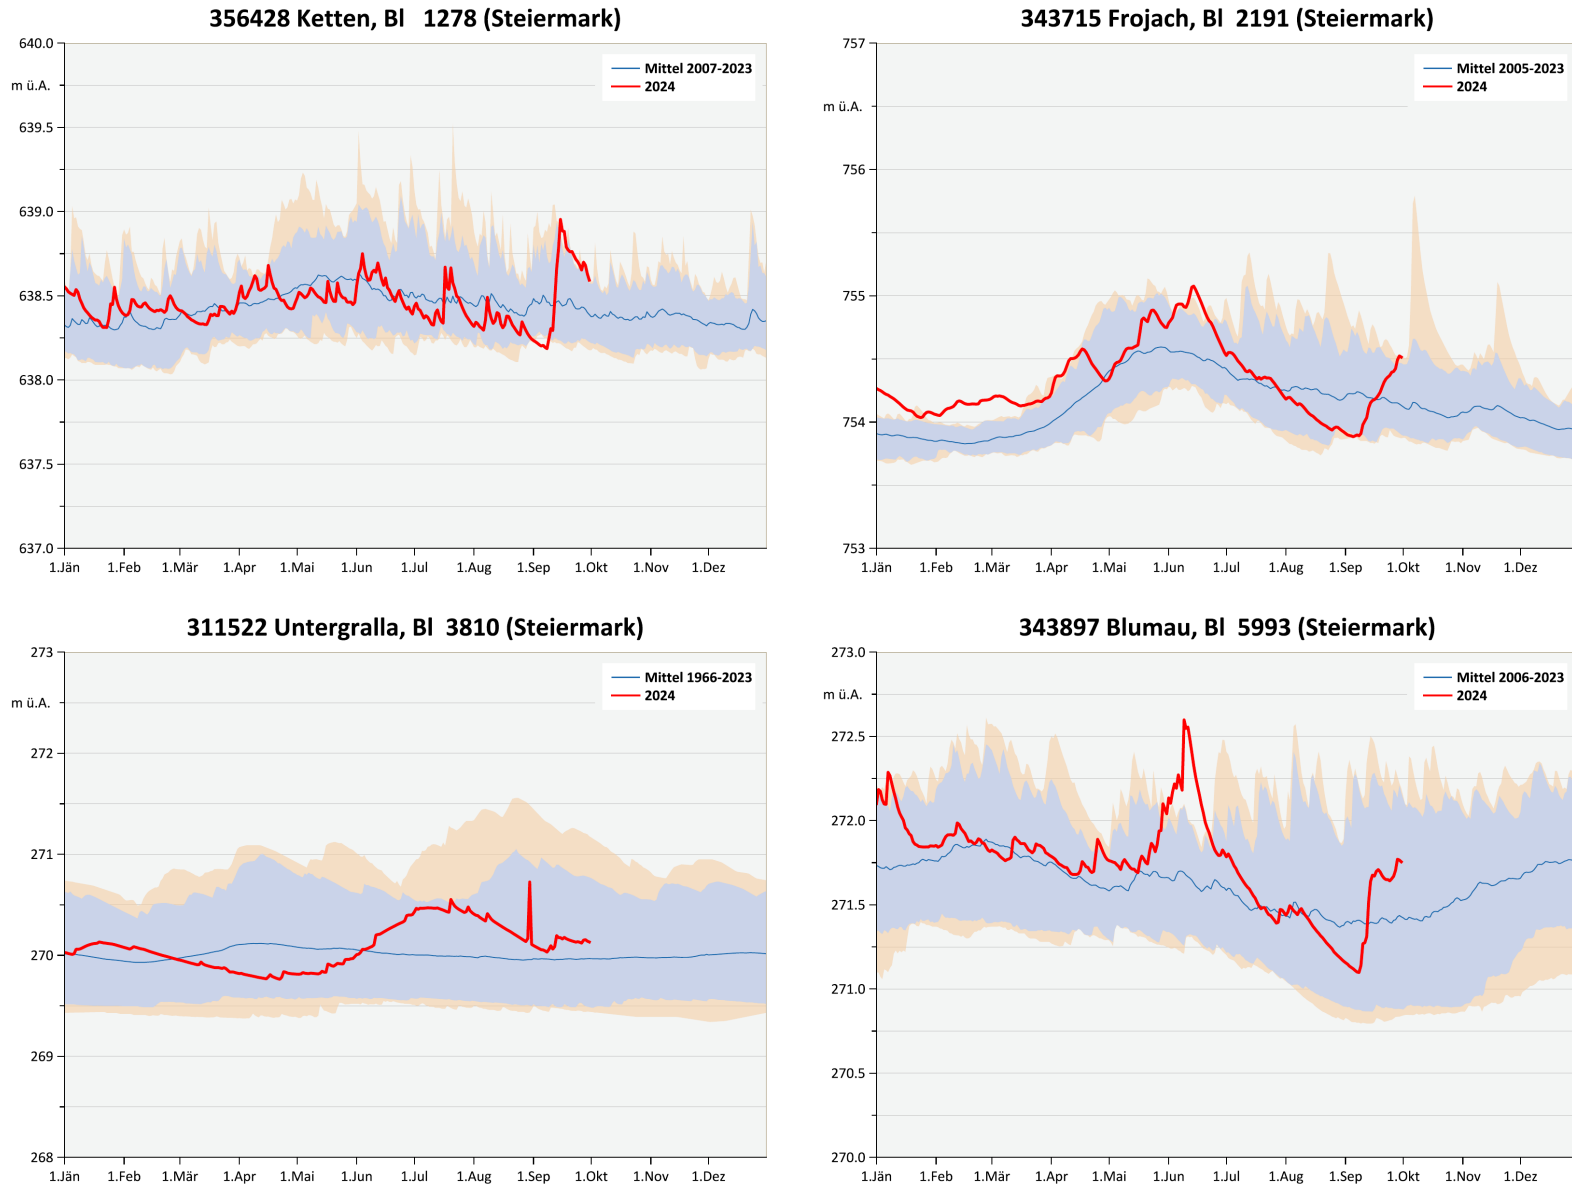 356428 Ketten, Bl   1278 (Steiermark)
640.0
m ü.A.
639.5
639.0
638.5
638.0
637.5
637.0
Mittel 2007-2023
2024
1.Jän 1.Feb 1.Mär 1.Apr 1.Mai 1.Jun 1.Jul 1.Aug 1.Sep 1.Okt 1.Nov 1.Dez
343715 Frojach, Bl  2191 (Steiermark)
757
m ü.A.
756
755
754
753
Mittel 2005-2023
2024
1.Jän 1.Feb 1.Mär 1.Apr 1.Mai 1.Jun 1.Jul 1.Aug 1.Sep 1.Okt 1.Nov 1.Dez
311522 Untergralla, Bl  3810 (Steiermark)
273
m ü.A.
272
271
270
269
268
Mittel 1966-2023
2024
1.Jän 1.Feb 1.Mär 1.Apr 1.Mai 1.Jun 1.Jul 1.Aug 1.Sep 1.Okt 1.Nov 1.Dez
343897 Blumau, Bl  5993 (Steiermark)
273.0
m ü.A.
272.5
272.0
271.5
271.0
270.5
270.0
Mittel 2006-2023
2024
1.Jän 1.Feb 1.Mär 1.Apr 1.Mai 1.Jun 1.Jul 1.Aug 1.Sep 1.Okt 1.Nov 1.Dez